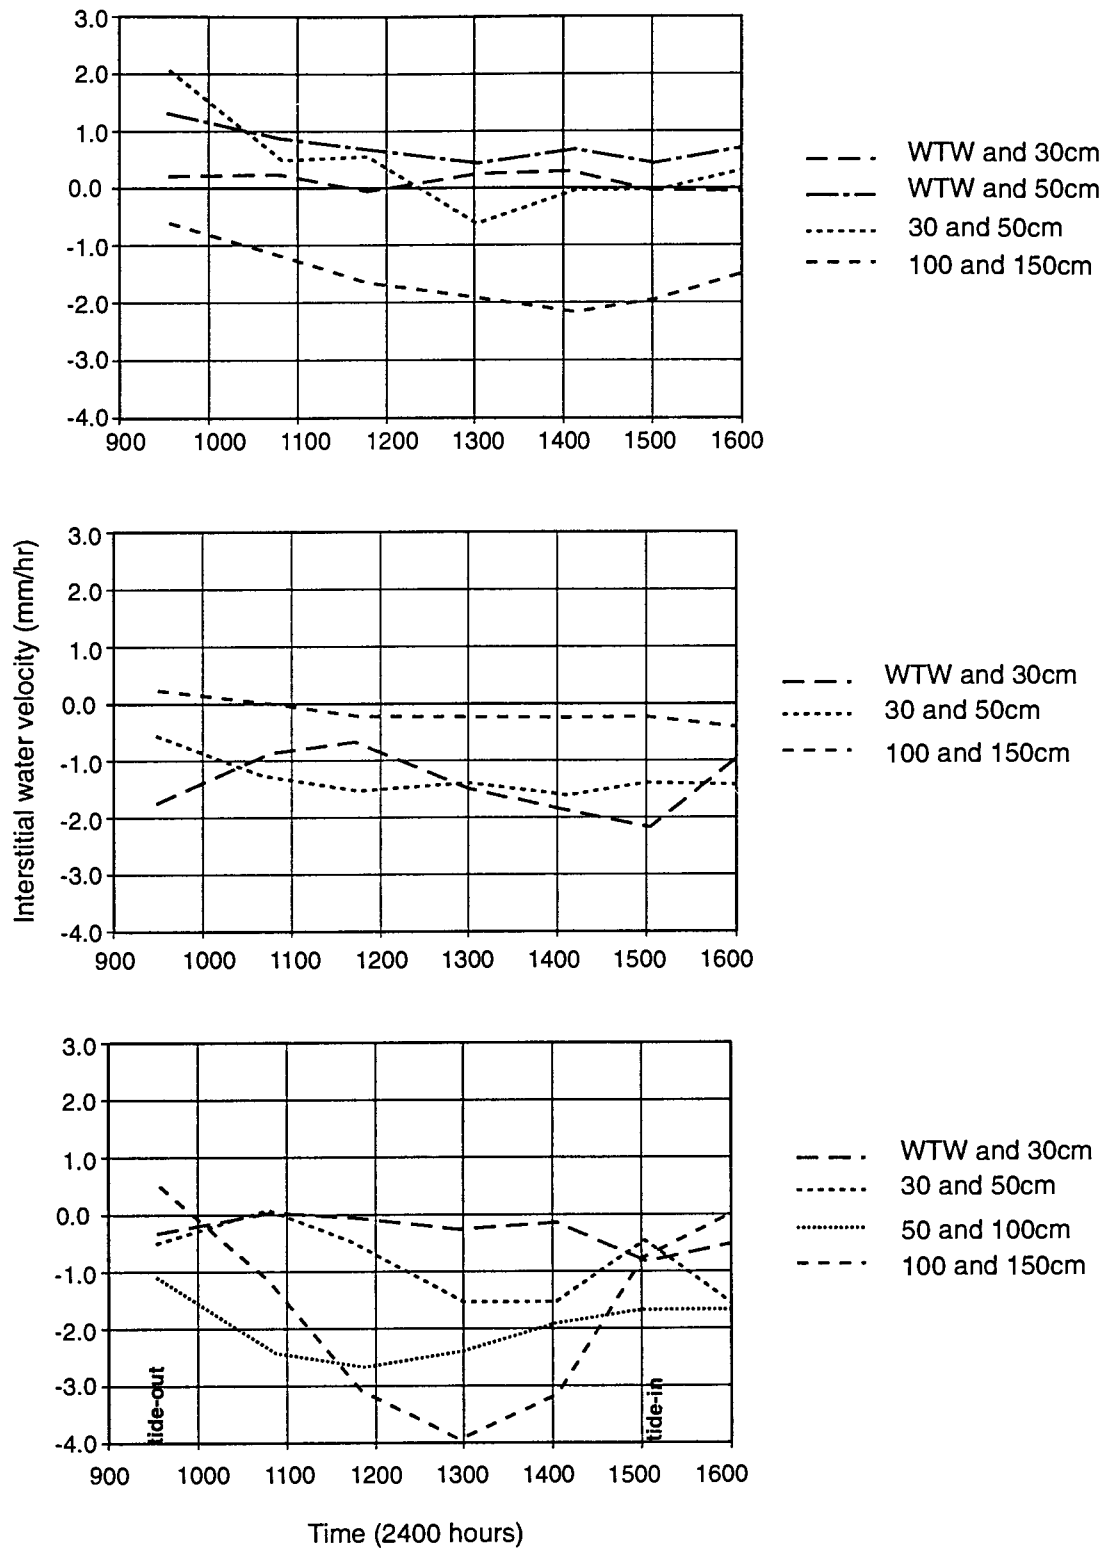 3.0
2.0
1.0
0.0
-1.0
-2.0
-3.0
-4.0
900 1000 1100 1200 1300 1400 1500 1600
WTW and 30cm
WTW and 50cm
30 and 50cm
100 and 150cm
Interstitial water velocity (mm/hr)
3.0
2.0
1.0
0.0
-1.0
-2.0
-3.0
-4.0
900 1000 1100 1200 1300 1400 1500 1600
WTW and 30cm
30 and 50cm
100 and 150cm
3.0
2.0
1.0
0.0
-1.0
-2.0
-3.0
-4.0
tide-out
tide-in
900 1000 1100 1200 1300 1400 1500 1600
WTW and 30cm
30 and 50cm
50 and 100cm
100 and 150cm
Time (2400 hours)